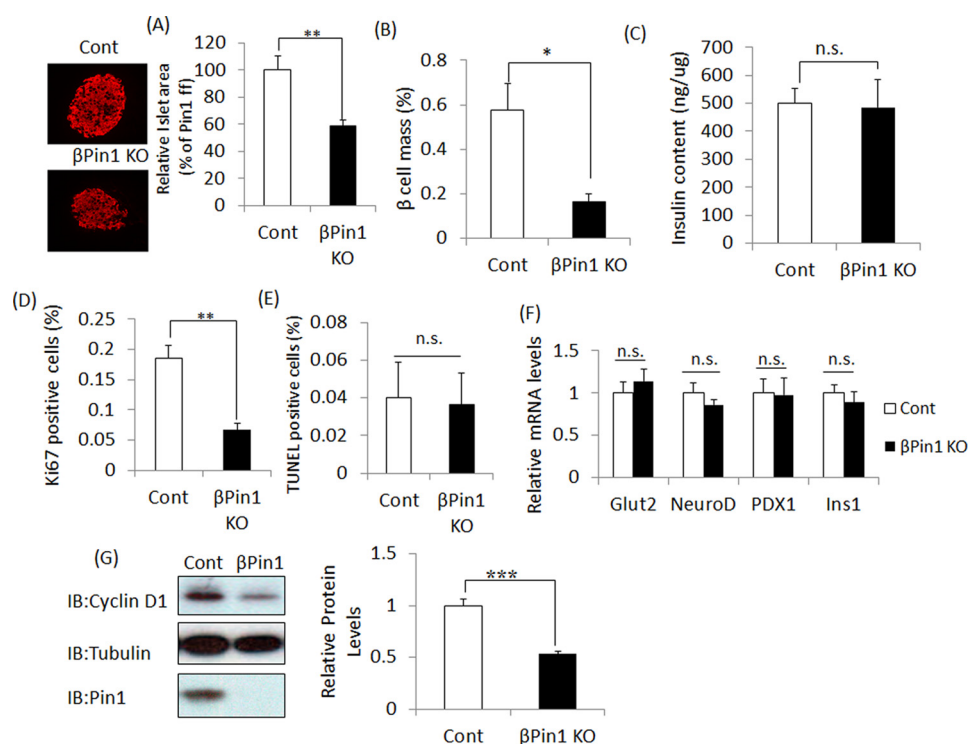 Cont
βPin1 KO
(A)
Relative Islet area
(% of Pin1 ff)
120
100
80
60
40
20
0
**
Cont
βPin1
KO
(B)
β cell mass (%)
0.8
0.6
0.4
0.2
0
*
Cont
βPin1 KO
(C)
Insulin content (ng/ug)
700
600
500
400
300
200
100
0
n.s.
Cont
βPin1 KO
(D)
Ki67 positive cells (%)
0.25
0.2
0.15
0.1
0.05
0
**
Cont
βPin1
KO
(E)
TUNEL positive cells (%)
0.08
0.06
0.04
0.02
0
n.s.
Cont
βPin1
KO
(F)
Relative mRNA levels
1.5
1
0.5
0
n.s.
n.s.
n.s.
n.s.
Glut2
NeuroD
PDX1
Ins1
Cont
βPin1 KO
(G)
Cont
βPin1
IB:Cyclin D1
IB:Tubulin
IB:Pin1
Relative Protein
Levels
1.5
1
0.5
0
***
Cont
βPin1 KO